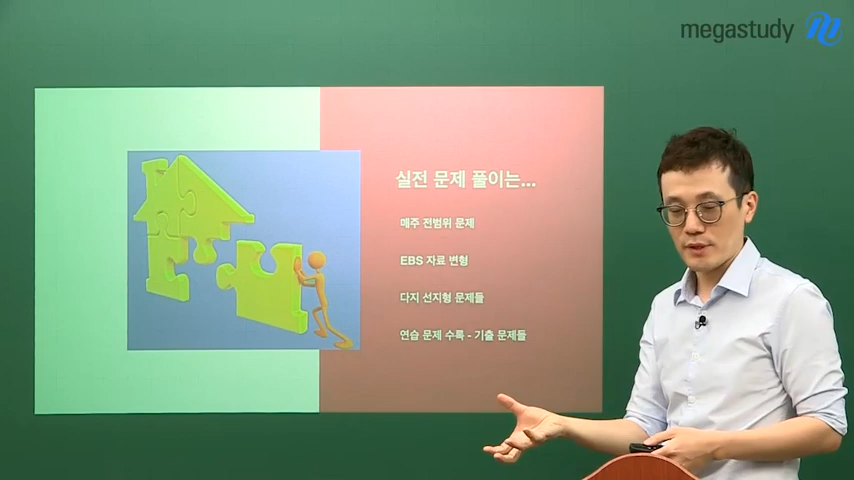 megastudy
실전 문제 풀이는...
매주 전범위 문제
EBS 자료 변형
다지 선지형 문제들
연습 문제 수록 - 기출 문제들